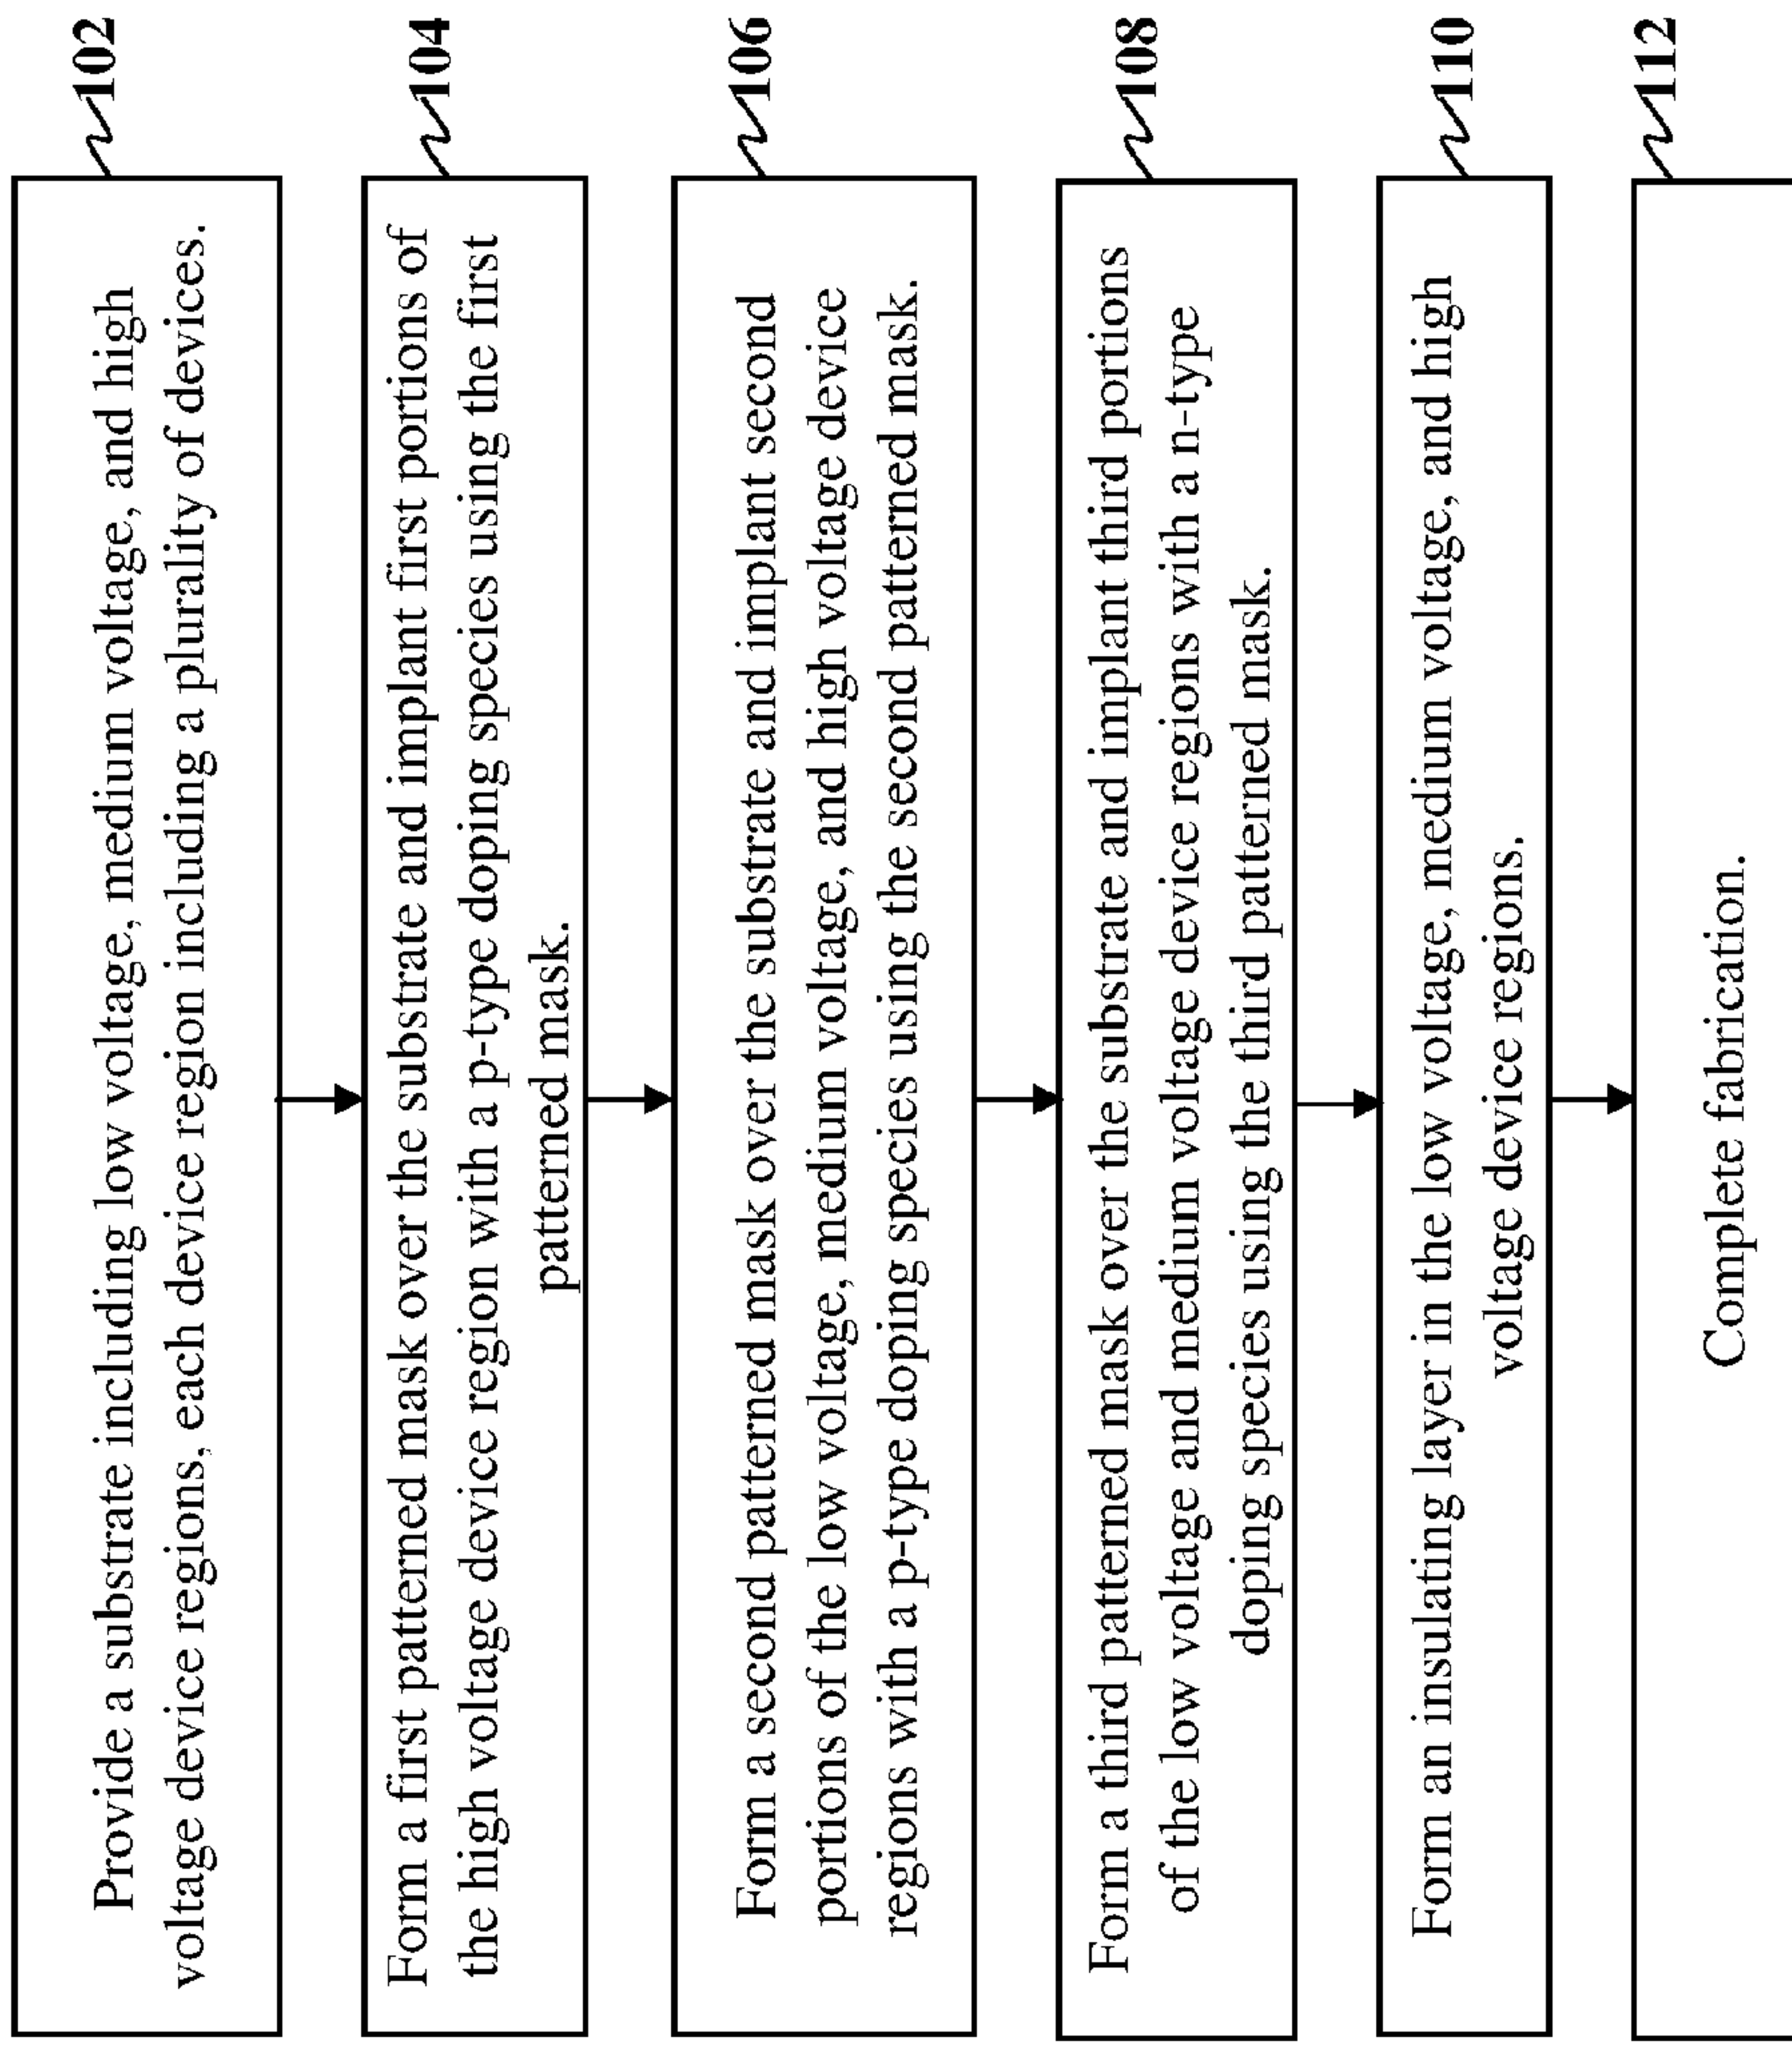 Provide a substrate including low voltage, medium voltage, and high
voltage device regions, each device region including a plurality of devices.
102
Form a first patterned mask over the substrate and implant first portions of
the high voltage device region with a p-type doping species using the first
patterned mask.
104
Form a second patterned mask over the substrate and implant second
portions of the low voltage, medium voltage, and high voltage device
regions with a p-type doping species using the second patterned mask.
106
Form a third patterned mask over the substrate and implant third portions
of the low voltage and medium voltage device regions with a n-type
doping species using the third patterned mask.
108
Form an insulating layer in the low voltage, medium voltage, and high
voltage device regions.
110
Complete fabrication.
112